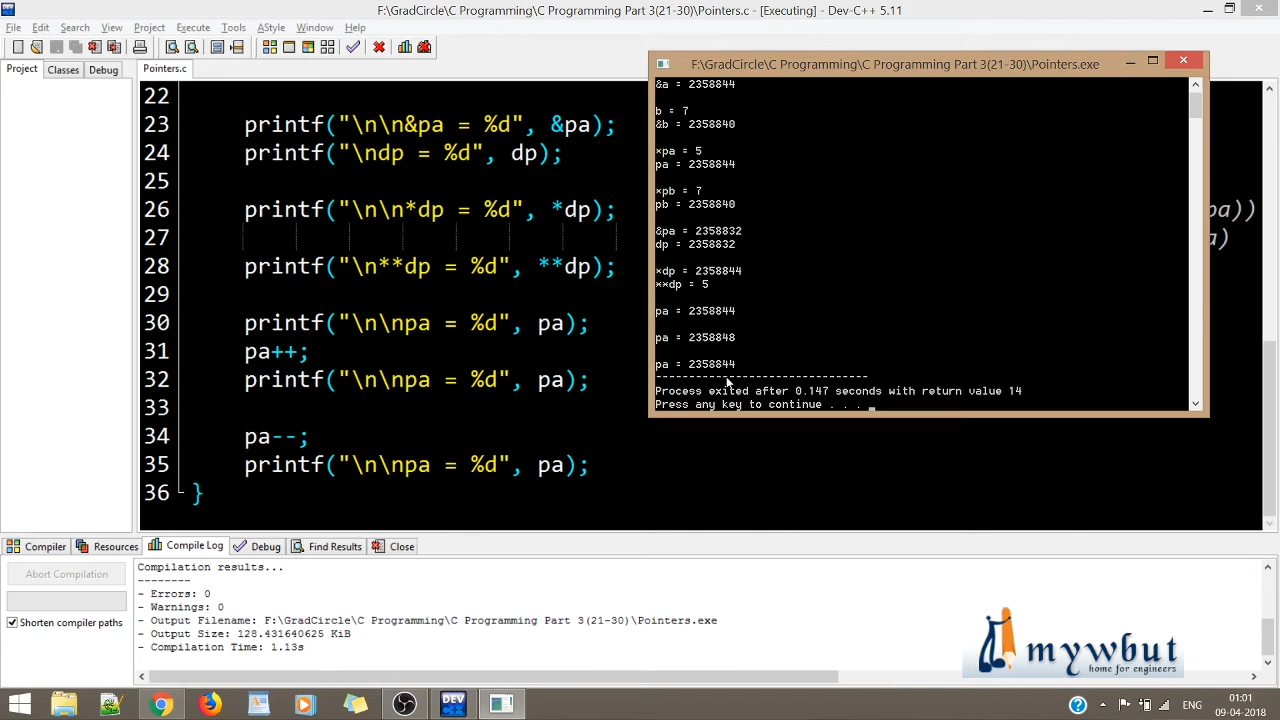 F:\GradCircle\C Programming\C Programming Part 3(21-30)\Pointers.c - [Executing] - Dev-C++ 5.11
File Edit Search View Project Execute Tools AStyle Window Help
Project Classes Debug
Pointers.c
22
23 printf("\n\n&pa = %d", &pa);
24 printf("\ndp = %d", dp);
25
26 printf("\n\n*dp = %d", *dp);
27
28 printf("\n**dp = %d", **dp);
29
30 printf("\n\npa = %d", pa);
31 pa++;
32 printf("\n\npa = %d", pa);
33
34 pa--;
35 printf("\n\npa = %d", pa);
36 }
pa))
a)
F:\GradCircle\C Programming\C Programming Part 3(21-30)\Pointers.exe
&a = 2358844
b = 7
&b = 2358840
*pa = 5
pa = 2358844
*pb = 7
pb = 2358840
&pa = 2358832
dp = 2358832
*dp = 2358844
**dp = 5
pa = 2358844
pa = 2358848
pa = 2358844
--------------------------------
Process exited after 0.147 seconds with return value 14
Press any key to continue . . .
Compiler Resources Compile Log Debug Find Results Close
Abort Compilation
Shorten compiler paths
Compilation results...
--------
- Errors: 0
- Warnings: 0
- Output Filename: F:\GradCircle\C Programming\C Programming Part 3(21-30)\Pointers.exe
- Output Size: 128.431640625 KiB
- Compilation Time: 1.13s
mywbut
home for engineers
DEV
ENG
01:01
09-04-2018